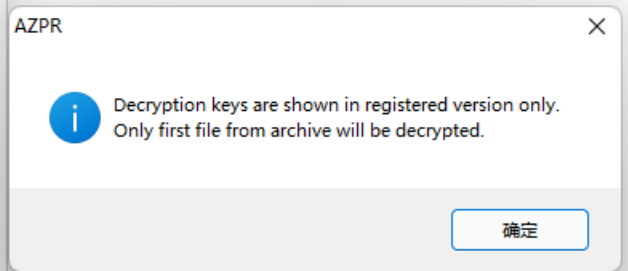 AZPR
Decryption keys are shown in registered version only.
Only first file from archive will be decrypted.
确定